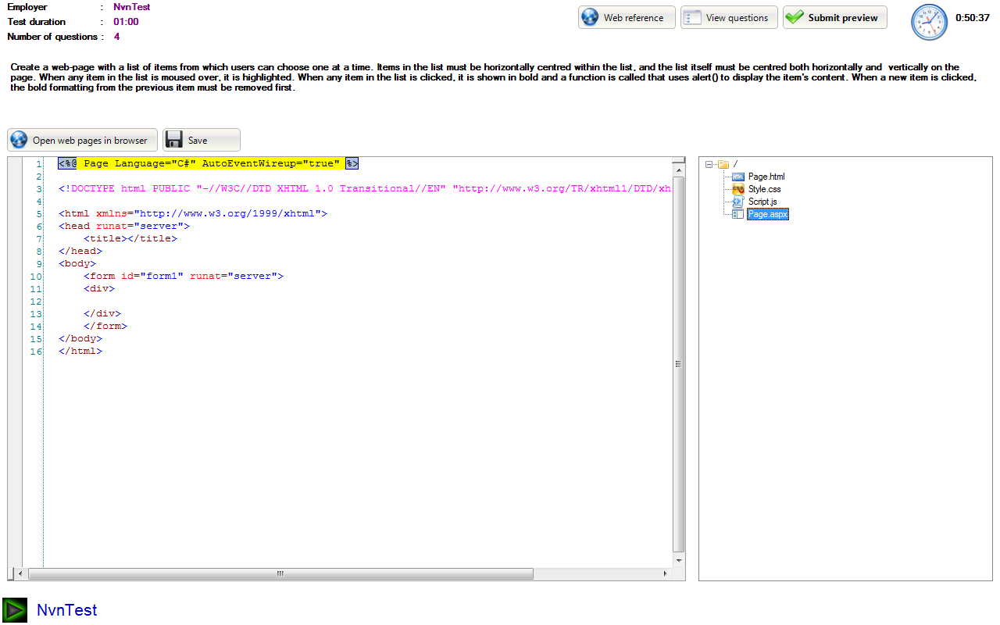 Employer : NvnTest
Test duration : 01:00
Number of questions : 4
Web reference
View questions
Submit preview
0:50:37
Create a web-page with a list of items from which users can choose one at a time. Items in the list must be horizontally centred within the list, and the list itself must be centred both horizontally and vertically on the
page. When any item in the list is moused over, it is highlighted. When any item in the list is clicked, it is shown in bold and a function is called that uses alert() to display the item's content. When a new item is clicked,
the bold formatting from the previous item must be removed first.
Open web pages in browser
Save
1 <%@ Page Language="C#" AutoEventWireup="true" %>
2
3 <!DOCTYPE html PUBLIC "-//W3C//DTD XHTML 1.0 Transitional//EN" "http://www.w3.org/TR/xhtml1/DTD/xh
4
5 <html xmlns="http://www.w3.org/1999/xhtml">
6 <head runat="server">
7 <title></title>
8 </head>
9 <body>
10 <form id="form1" runat="server">
11 <div>
12
13 </div>
14 </form>
15 </body>
16 </html>
/
Page.html
Style.css
Script.js
Page.aspx
NvnTest